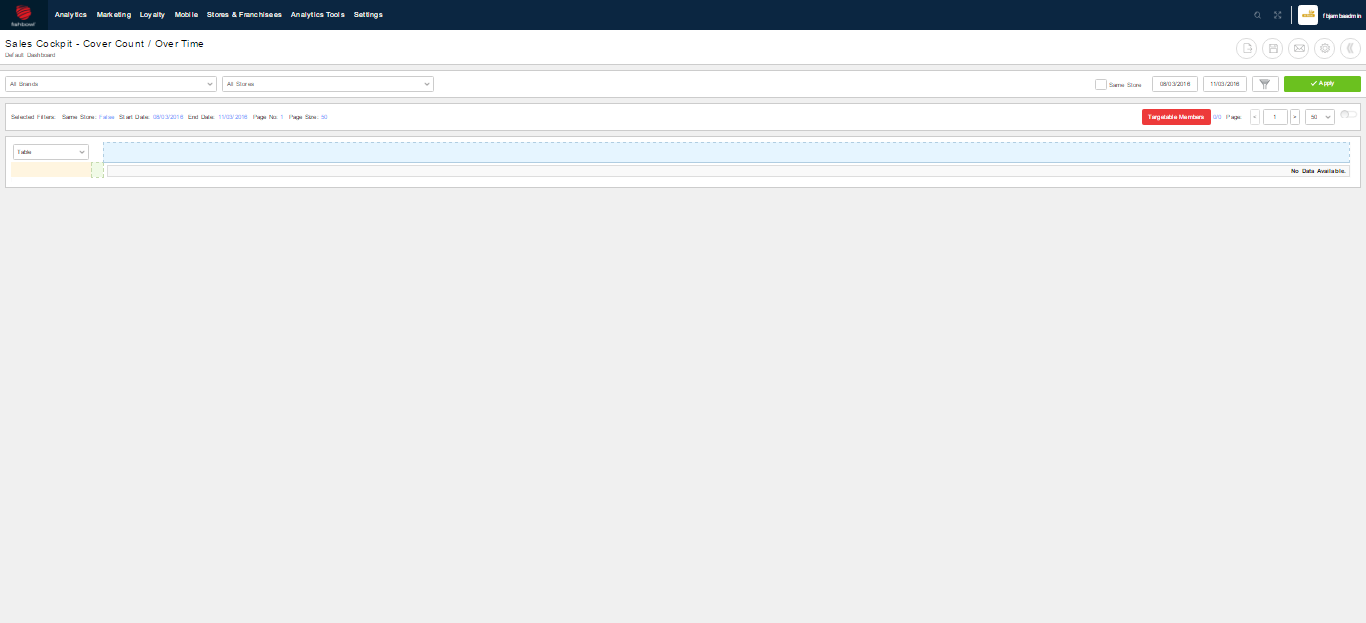 fishbowl
Analytics Marketing Loyalty Mobile Stores & Franchisees Analytics Tools Settings
fbjambaadmin
Sales Cockpit - Cover Count / Over Time
Default Dashboard
All Brands
All Stores
Same Store
08/03/2016
11/03/2016
Apply
Selected Filters: Same Store: False Start Date: 08/03/2016 End Date: 11/03/2016 Page No: 1 Page Size: 50
Targetable Members 0/0 Page: « 1 » 50
Table
No Data Available.